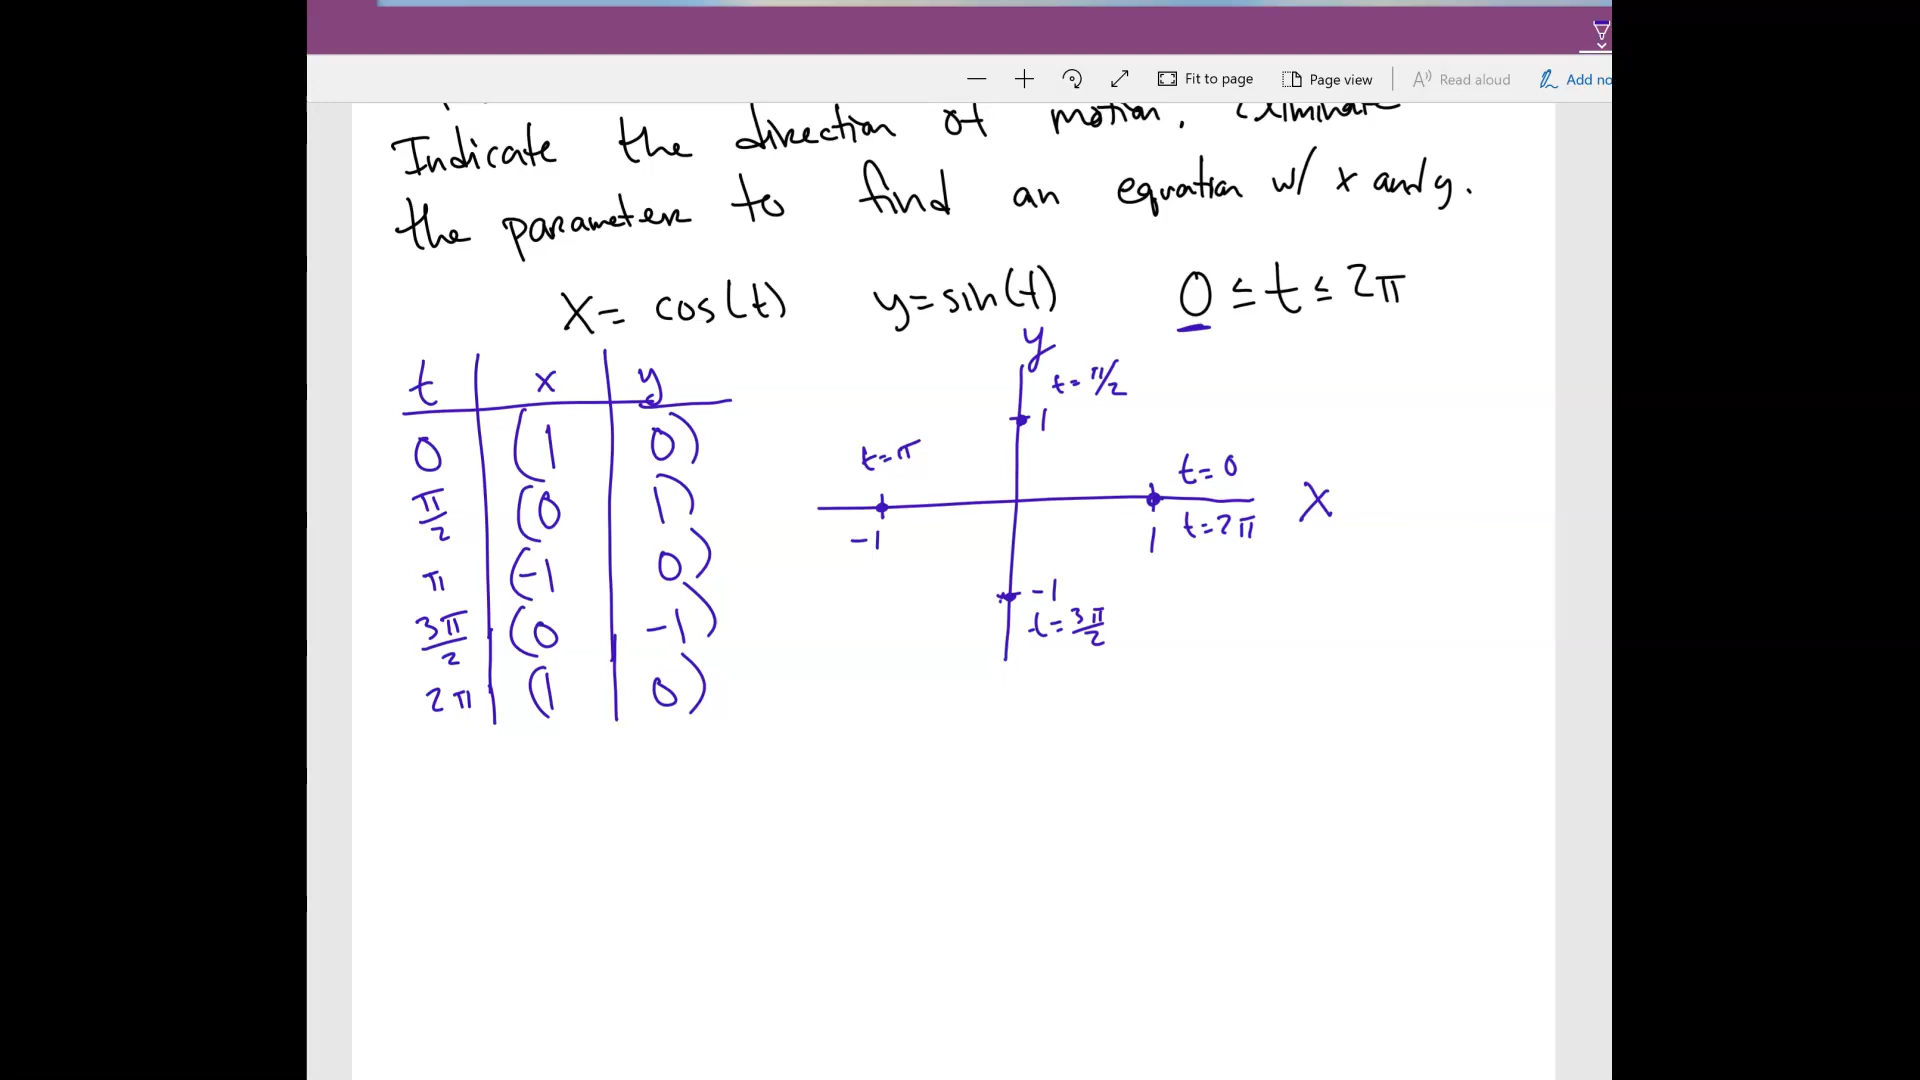 Fit to page Page view Read aloud Add no
Indicate the direction of motion. Eliminate
the parameter to find an equation w/ x and y.
x = cos(t) y = sin(t) 0 ≤ t ≤ 2π
t x y
0 (1 0)
π/2 (0 1)
π (-1 0)
3π/2 (0 -1)
2π (1 0)
y
t = π/2
1
t = π
t = 0
x
-1
1
t = 2π
-1
t = 3π/2